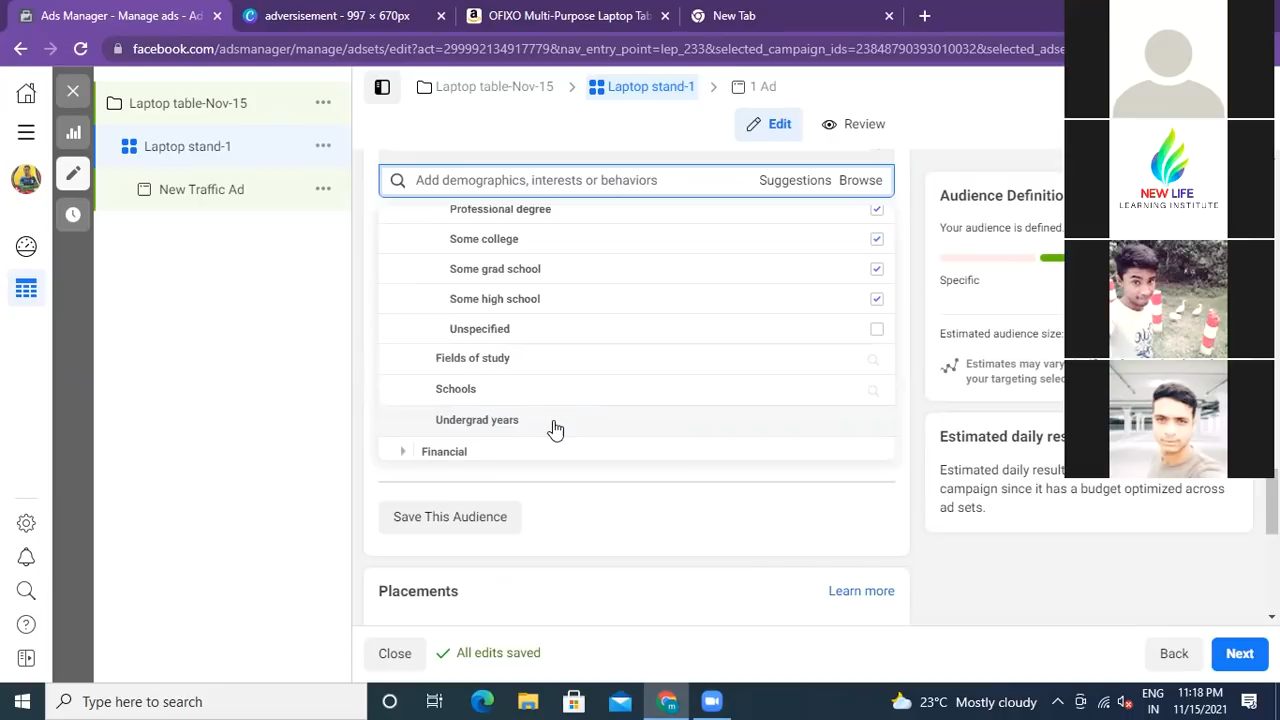 Ads Manager - Manage ads - Ad
advertisement - 997 × 670px
OFIXO Multi-Purpose Laptop Tabl
New Tab
facebook.com/adsmanager/manage/adsets/edit?act=299992134917779&nav_entry_point=lep_233&selected_campaign_ids=23848790393010032&selected_adse
Laptop table-Nov-15
Laptop stand-1
New Traffic Ad
Laptop table-Nov-15
Laptop stand-1
1 Ad
Edit
Review
Add demographics, interests or behaviors
Suggestions
Browse
Professional degree
Some college
Some grad school
Some high school
Unspecified
Fields of study
Schools
Undergrad years
Financial
Save This Audience
Placements
Learn more
Audience Definitio
Your audience is defined.
Specific
Estimated audience size:
Estimates may vary
your targeting selec
Estimated daily res
Estimated daily result
campaign since it has a budget optimized across
ad sets.
NEW LIFE
LEARNING INSTITUTE
Close
All edits saved
Back
Next
Type here to search
23°C Mostly cloudy
ENG
IN
11:18 PM
11/15/2021